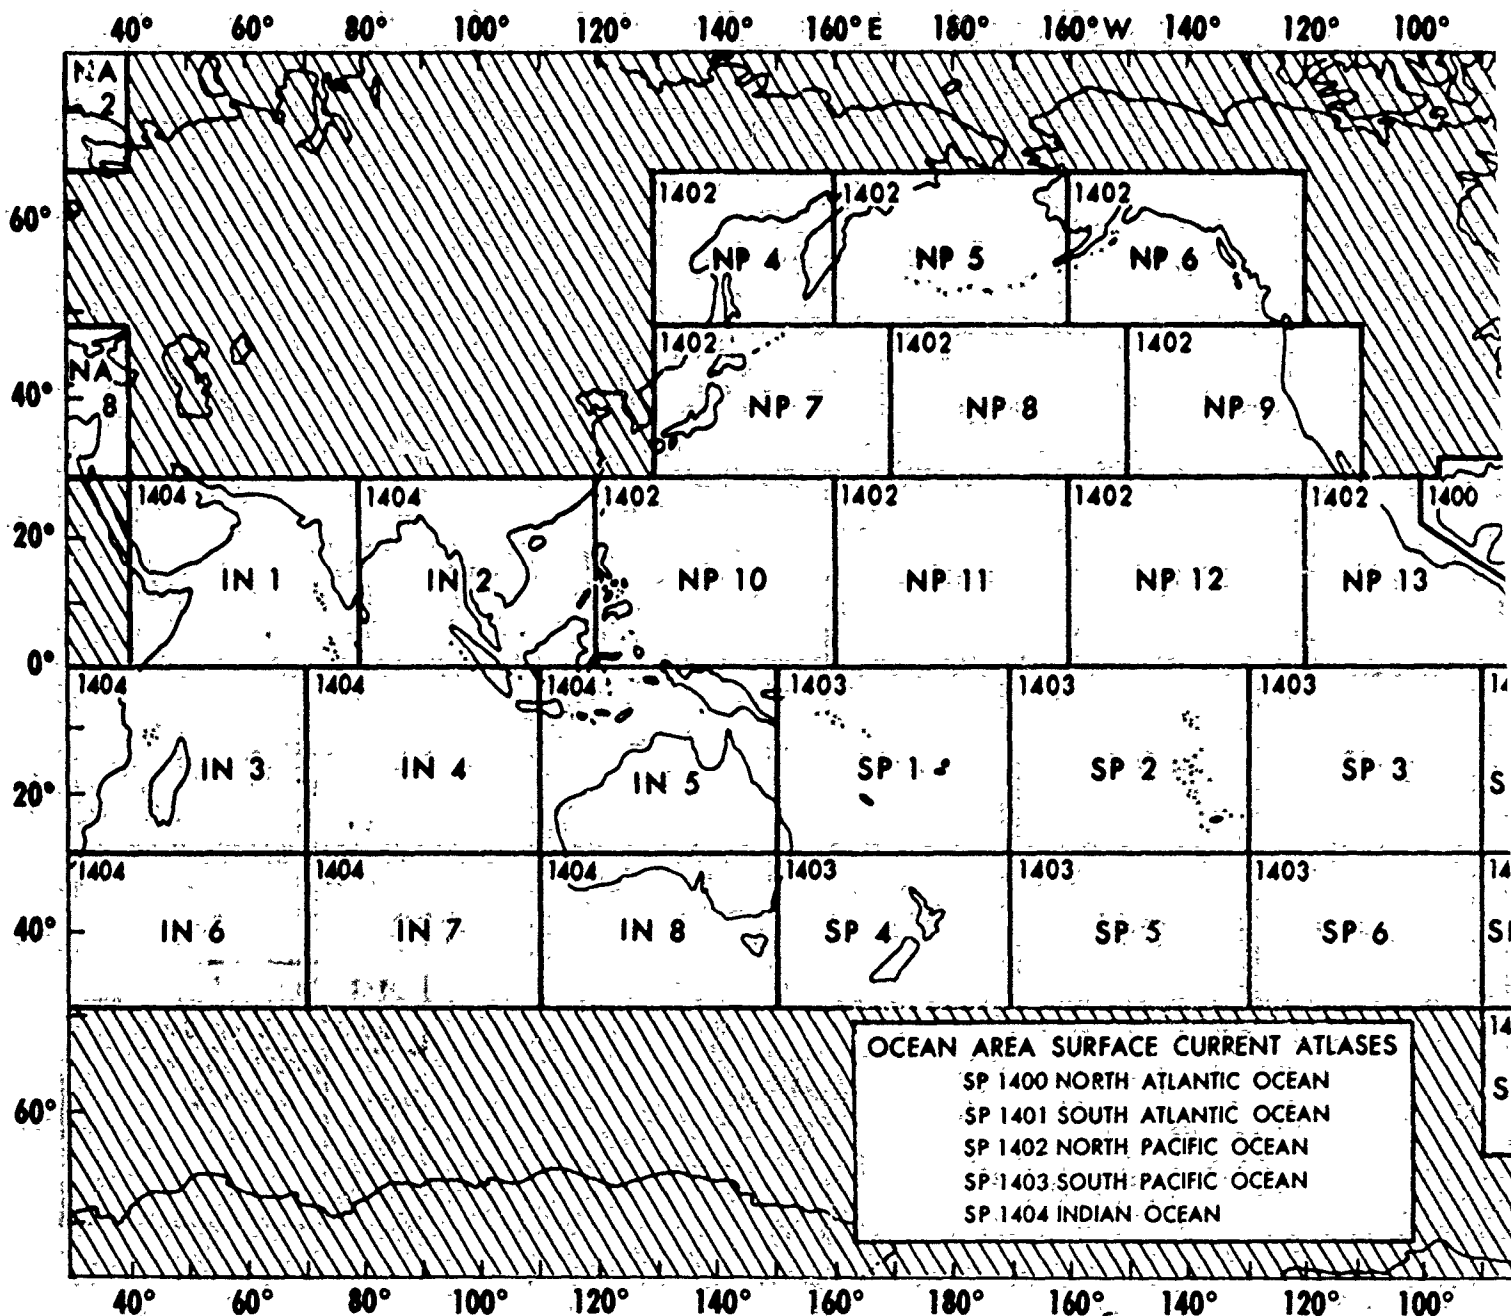 40° 60° 80° 100° 120° 140° 160° E 180° 160° W 140° 120° 100°
NA
2
60°
1402 1402 1402
NP 4 NP 5 NP 6
1402 1402 1402
NA
8
40°
NP 7 NP 8 NP 9
1404 1404 1402 1402 1402 1402 1400
20°
IN 1 IN 2 NP 10 NP 11 NP 12 NP 13
0°
1404 1404 1404 1403 1403 1403 14
IN 3 IN 4 IN 5 SP 1 SP 2 SP 3 S
20°
1404 1404 1404 1403 1403 1403 14
40°
IN 6 IN 7 IN 8 SP 4 SP 5 SP 6 SP
14
S
60°
OCEAN AREA SURFACE CURRENT ATLASES
SP 1400 NORTH ATLANTIC OCEAN
SP 1401 SOUTH ATLANTIC OCEAN
SP 1402 NORTH PACIFIC OCEAN
SP 1403 SOUTH PACIFIC OCEAN
SP 1404 INDIAN OCEAN
40° 60° 80° 100° 120° 140° 160° 180° 160° 140° 120° 100°